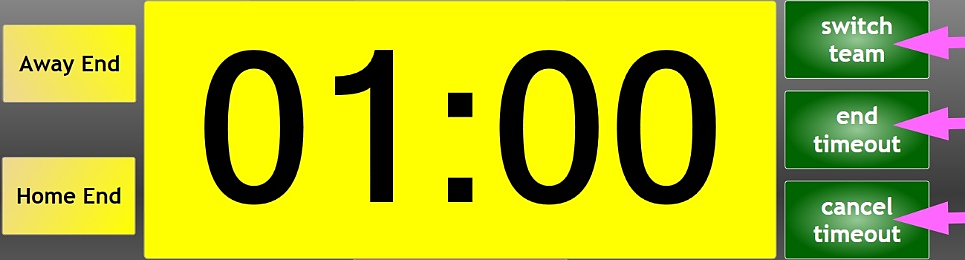 Away End
Home End
01:00
switch
team
end
timeout
cancel
timeout